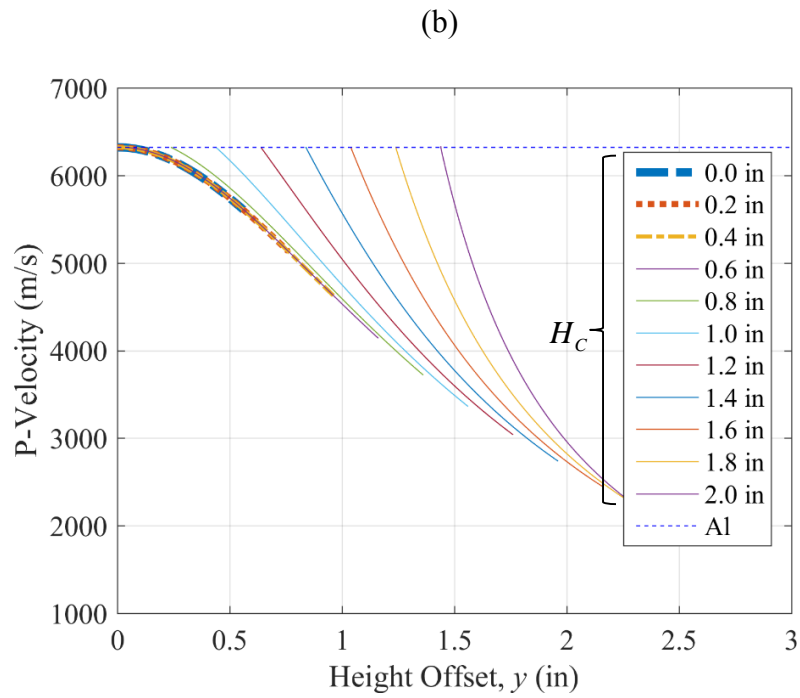 (b)
7000
6000
5000
4000
3000
2000
1000
P-Velocity (m/s)
0
0.5
1
1.5
2
2.5
3
Height Offset, y (in)
H_C
0.0 in
0.2 in
0.4 in
0.6 in
0.8 in
1.0 in
1.2 in
1.4 in
1.6 in
1.8 in
2.0 in
Al